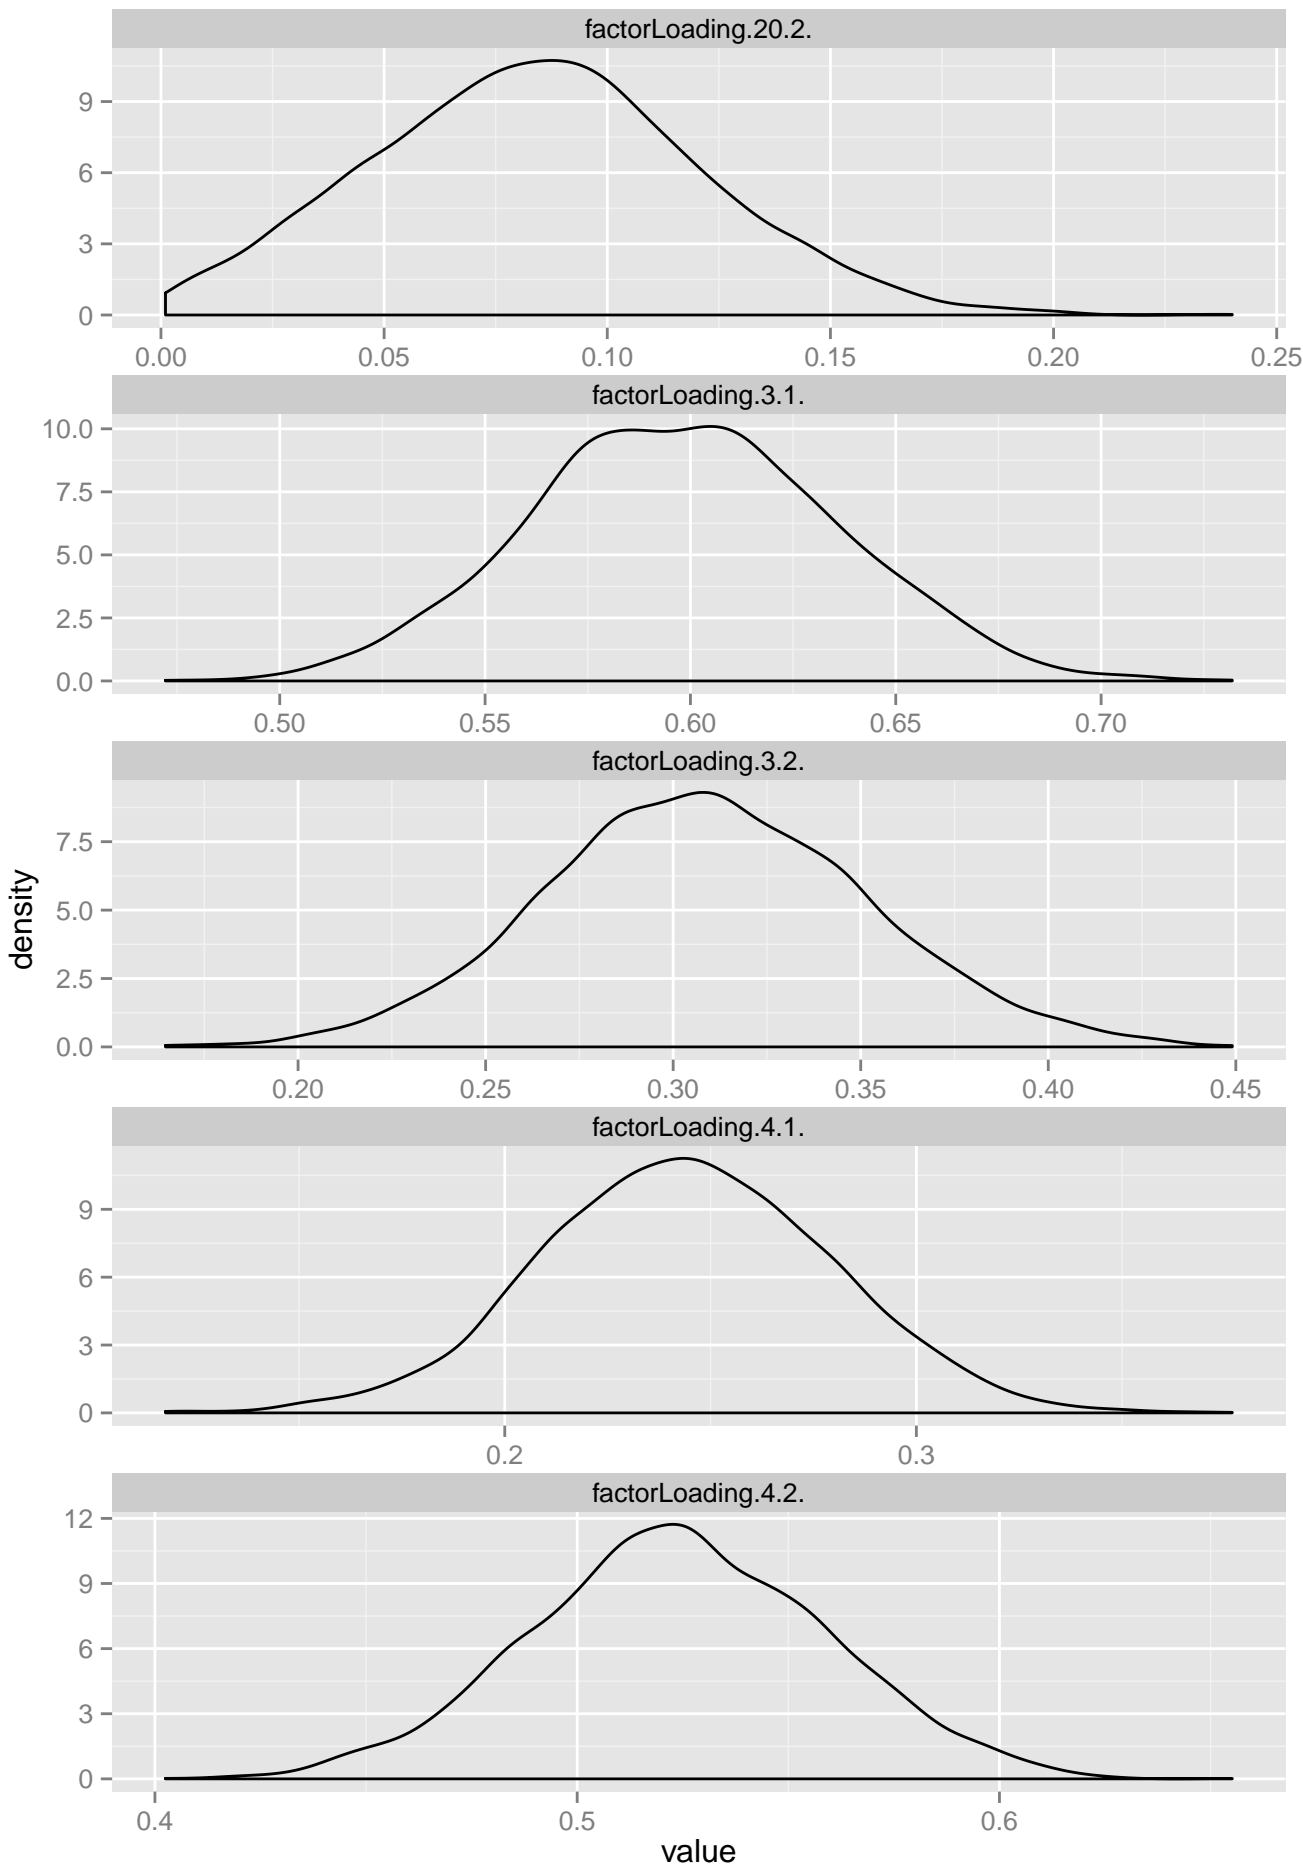 factorLoading.20.2.
9
6
3
0
0.00 0.05 0.10 0.15 0.20 0.25
factorLoading.3.1.
10.0
7.5
5.0
2.5
0.0
0.50 0.55 0.60 0.65 0.70
factorLoading.3.2.
7.5
5.0
2.5
0.0
0.20 0.25 0.30 0.35 0.40 0.45
density
factorLoading.4.1.
9
6
3
0
0.2 0.3
factorLoading.4.2.
12
9
6
3
0
0.4 0.5 0.6
value